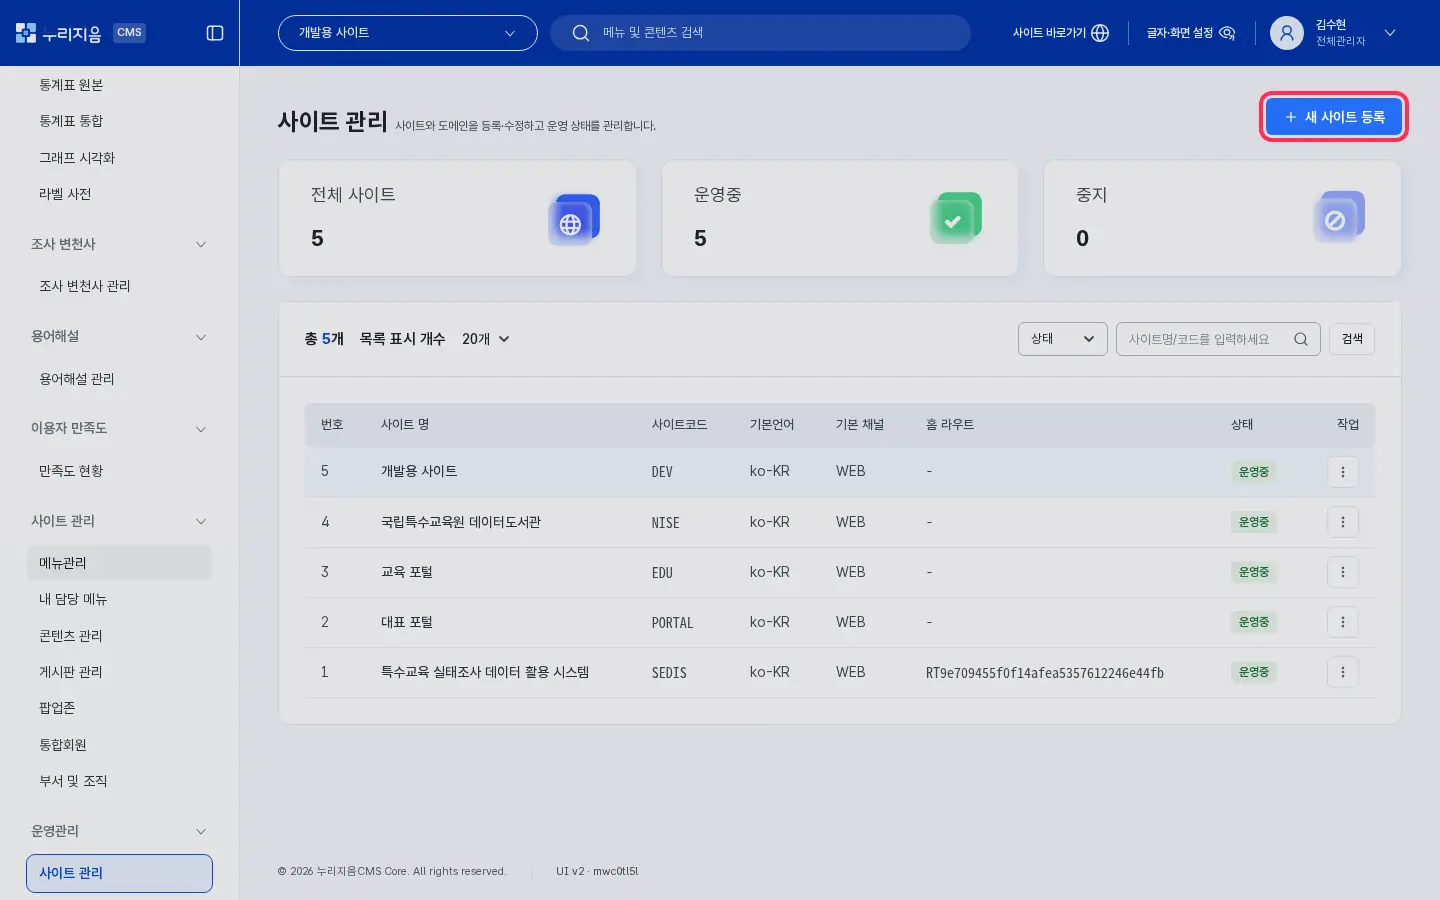 누리지음 CMS
개발용 사이트
메뉴 및 콘텐츠 검색
사이트 바로가기
글자·화면 설정
김수현
전체관리자
통계표 원본
통계표 통합
그래프 시각화
라벨 사전
조사 변천사
조사 변천사 관리
용어해설
용어해설 관리
이용자 만족도
만족도 현황
사이트 관리
메뉴관리
내 담당 메뉴
콘텐츠 관리
게시판 관리
팝업존
통합회원
부서 및 조직
운영관리
사이트 관리
사이트 관리 사이트와 도메인을 등록·수정하고 운영 상태를 관리합니다.
새 사이트 등록
전체 사이트
5
운영중
5
중지
0
총 5개 목록 표시 개수 20개
상태 사이트명/코드를 입력하세요 검색
번호 사이트 명 사이트코드 기본언어 기본 채널 홈 라우트 상태 작업
5 개발용 사이트 DEV ko-KR WEB - 운영중
4 국립특수교육원 데이터도서관 NISE ko-KR WEB - 운영중
3 교육 포털 EDU ko-KR WEB - 운영중
2 대표 포털 PORTAL ko-KR WEB - 운영중
1 특수교육 실태조사 데이터 활용 시스템 SEDIS ko-KR WEB RT9e709455f0f14afea5357612246e44fb 운영중
© 2026 누리지음CMS Core. All rights reserved. UI v2 · mwc0tl5l